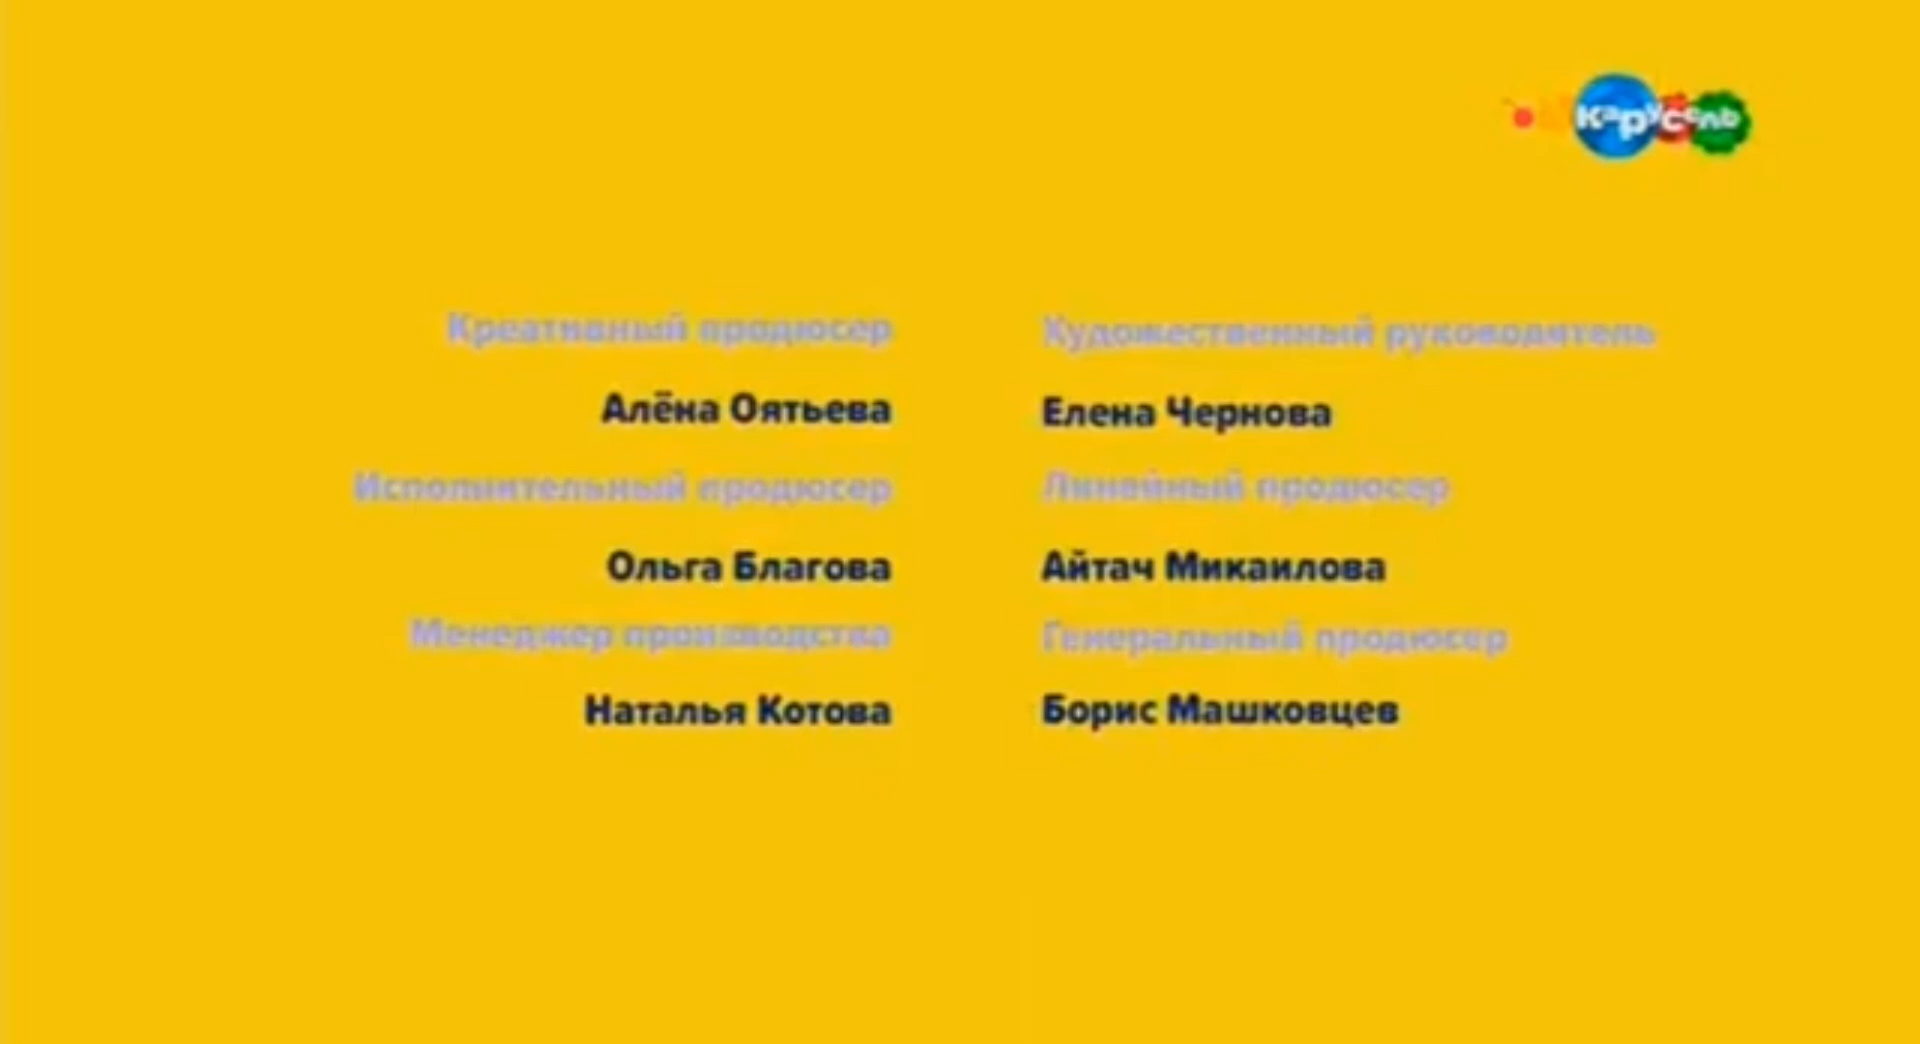 Карусель
Креативный продюсер
Алёна Оятьева
Исполнительный продюсер
Ольга Благова
Менеджер производства
Наталья Котова
Художественный руководитель
Елена Чернова
Линейный продюсер
Айтач Микаилова
Генеральный продюсер
Борис Машковцев